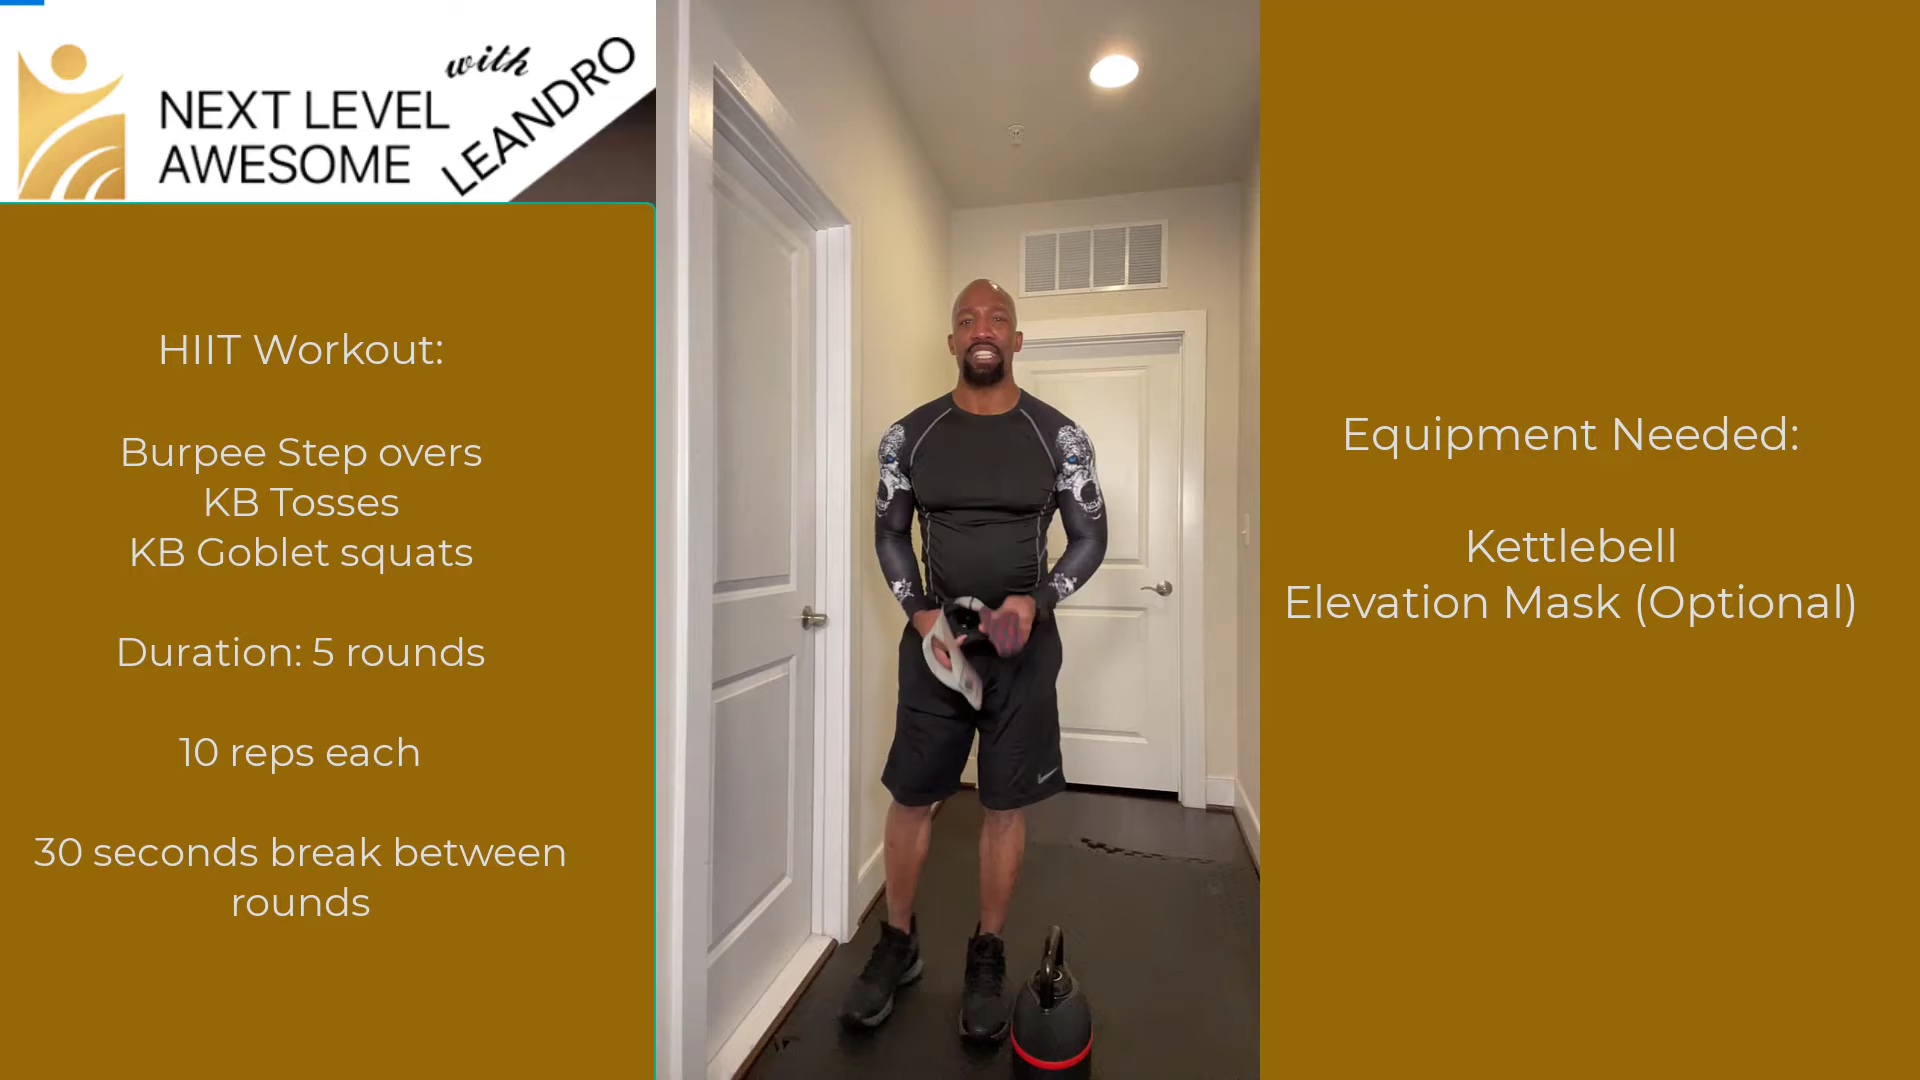 NEXT LEVEL
AWESOME
with
LEANDRO
HIIT Workout:
Burpee Step overs
KB Tosses
KB Goblet squats
Duration: 5 rounds
10 reps each
30 seconds break between
rounds
Equipment Needed:
Kettlebell
Elevation Mask (Optional)